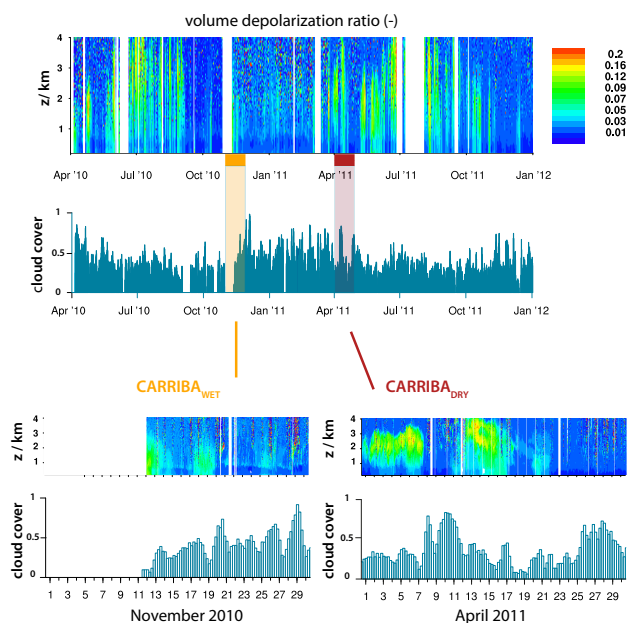 volume depolarization ratio (-)
z/ km
4
3
2
1
0.2
0.16
0.12
0.09
0.07
0.05
0.03
0.01
Apr '10 Jul '10 Oct '10 Jan '11 Apr '11 Jul '11 Oct '11 Jan '12
cloud cover
1
0.5
0
Apr '10 Jul '10 Oct '10 Jan '11 Apr '11 Jul '11 Oct '11 Jan '12
CARRIBA WET
CARRIBA DRY
z / km
4
3
2
1
z / km
4
3
2
1
cloud cover
1
0.5
0
1 3 5 7 9 11 13 15 17 19 21 23 25 27 29
November 2010
cloud cover
1
0.5
0
1 3 5 7 9 11 13 15 17 19 21 23 25 27 29
April 2011